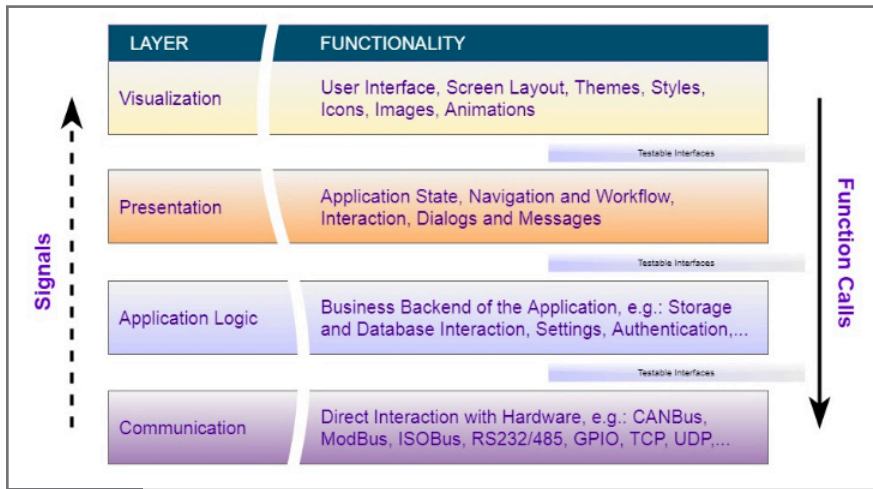 LAYER
FUNCTIONALITY
Visualization
User Interface, Screen Layout, Themes, Styles,
Icons, Images, Animations
Testable Interfaces
Presentation
Application State, Navigation and Workflow,
Interaction, Dialogs and Messages
Testable Interfaces
Application Logic
Business Backend of the Application, e.g.: Storage
and Database Interaction, Settings, Authentication,...
Testable Interfaces
Communication
Direct Interaction with Hardware, e.g.: CANBus,
ModBus, ISOBus, RS232/485, GPIO, TCP, UDP,...
Signals
Function Calls